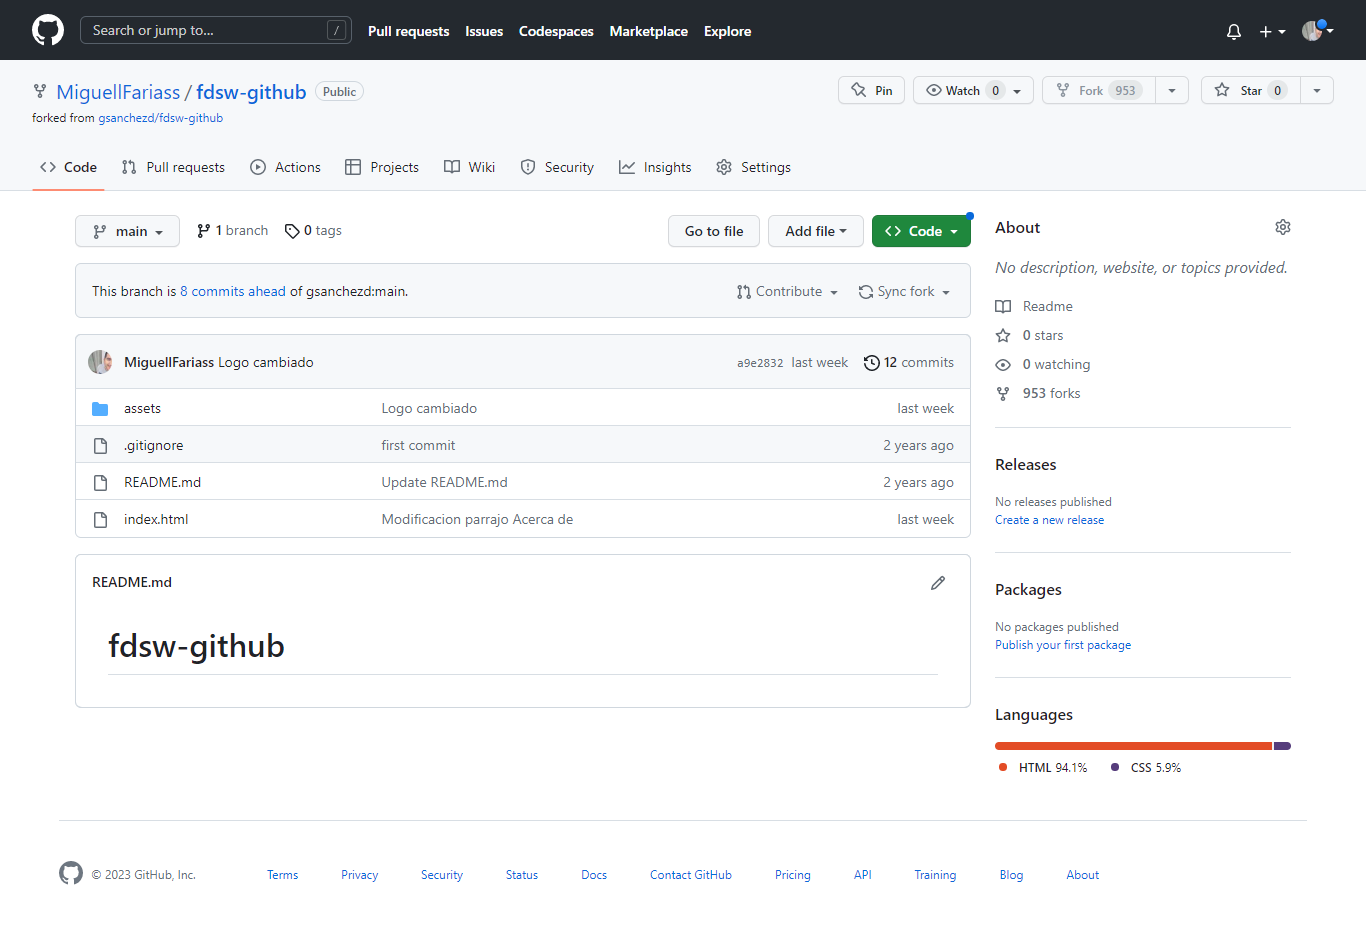 Search or jump to... / Pull requests Issues Codespaces Marketplace Explore
MiguellFariass / fdsw-github Public Pin Watch 0 Fork 953 Star 0
forked from gsanchezd/fdsw-github
Code Pull requests Actions Projects Wiki Security Insights Settings
main 1 branch 0 tags Go to file Add file Code
This branch is 8 commits ahead of gsanchezd:main. Contribute Sync fork
MiguellFariass Logo cambiado a9e2832 last week 12 commits
assets Logo cambiado last week
.gitignore first commit 2 years ago
README.md Update README.md 2 years ago
index.html Modificacion parrajo Acerca de last week
README.md
fdsw-github
About
No description, website, or topics provided.
Readme
0 stars
0 watching
953 forks
Releases
No releases published
Create a new release
Packages
No packages published
Publish your first package
Languages
HTML 94.1% CSS 5.9%
© 2023 GitHub, Inc. Terms Privacy Security Status Docs Contact GitHub Pricing API Training Blog About